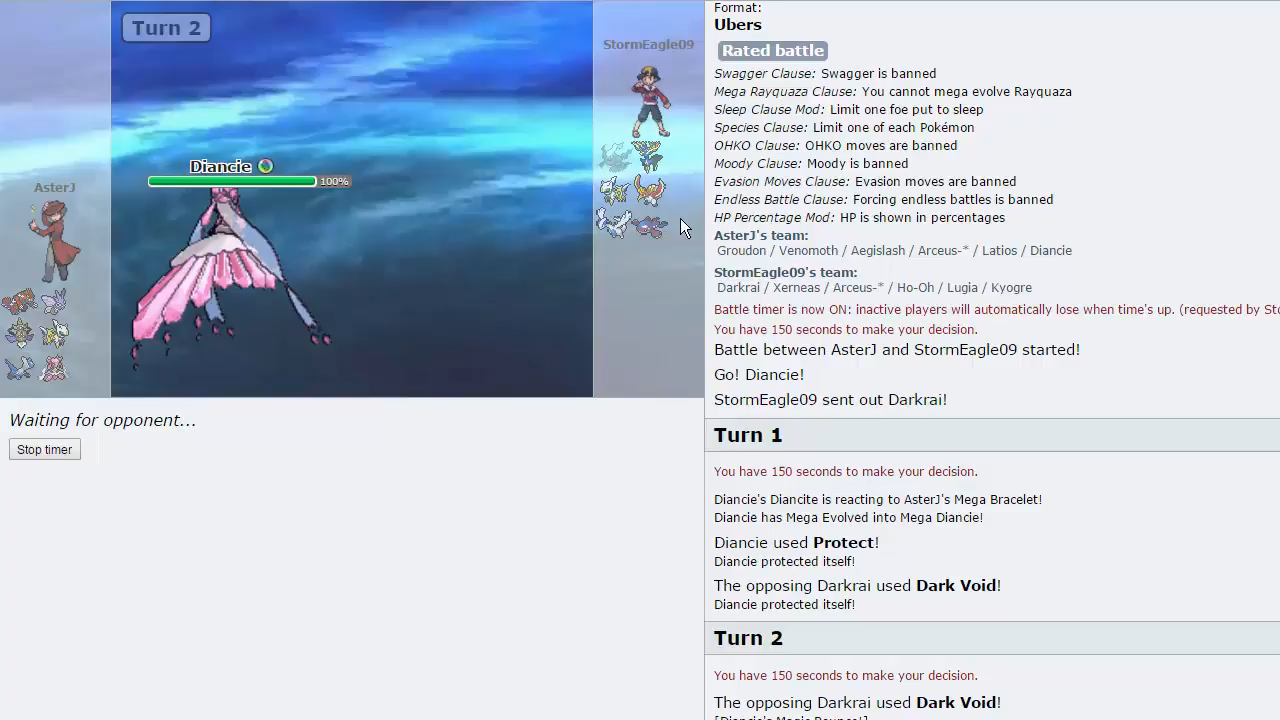 Turn 2
StormEagle09
Diancie
100%
AsterJ
Waiting for opponent...
Stop timer
Format:
Ubers
Rated battle
Swagger Clause: Swagger is banned
Mega Rayquaza Clause: You cannot mega evolve Rayquaza
Sleep Clause Mod: Limit one foe put to sleep
Species Clause: Limit one of each Pokémon
OHKO Clause: OHKO moves are banned
Moody Clause: Moody is banned
Evasion Moves Clause: Evasion moves are banned
Endless Battle Clause: Forcing endless battles is banned
HP Percentage Mod: HP is shown in percentages
AsterJ's team:
Groudon / Venomoth / Aegislash / Arceus-* / Latios / Diancie
StormEagle09's team:
Darkrai / Xerneas / Arceus-* / Ho-Oh / Lugia / Kyogre
Battle timer is now ON: inactive players will automatically lose when time's up. (requested by Sto
You have 150 seconds to make your decision.
Battle between AsterJ and StormEagle09 started!
Go! Diancie!
StormEagle09 sent out Darkrai!
Turn 1
You have 150 seconds to make your decision.
Diancie's Diancite is reacting to AsterJ's Mega Bracelet!
Diancie has Mega Evolved into Mega Diancie!
Diancie used Protect!
Diancie protected itself!
The opposing Darkrai used Dark Void!
Diancie protected itself!
Turn 2
You have 150 seconds to make your decision.
The opposing Darkrai used Dark Void!
[Diancie's Magic Bounce!]